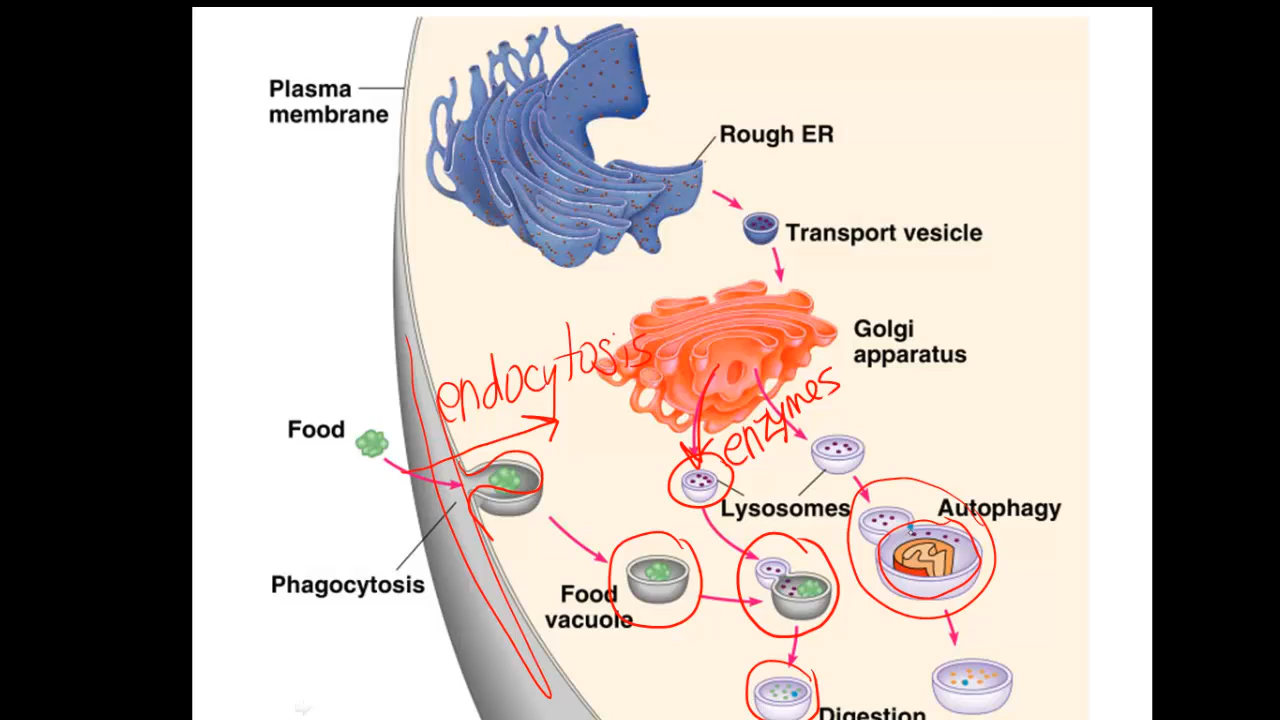 Plasma
membrane
Rough ER
Transport vesicle
Golgi
apparatus
endocytosis
enzymes
Food
Lysosomes
Autophagy
Phagocytosis
Food
vacuole
Digestion